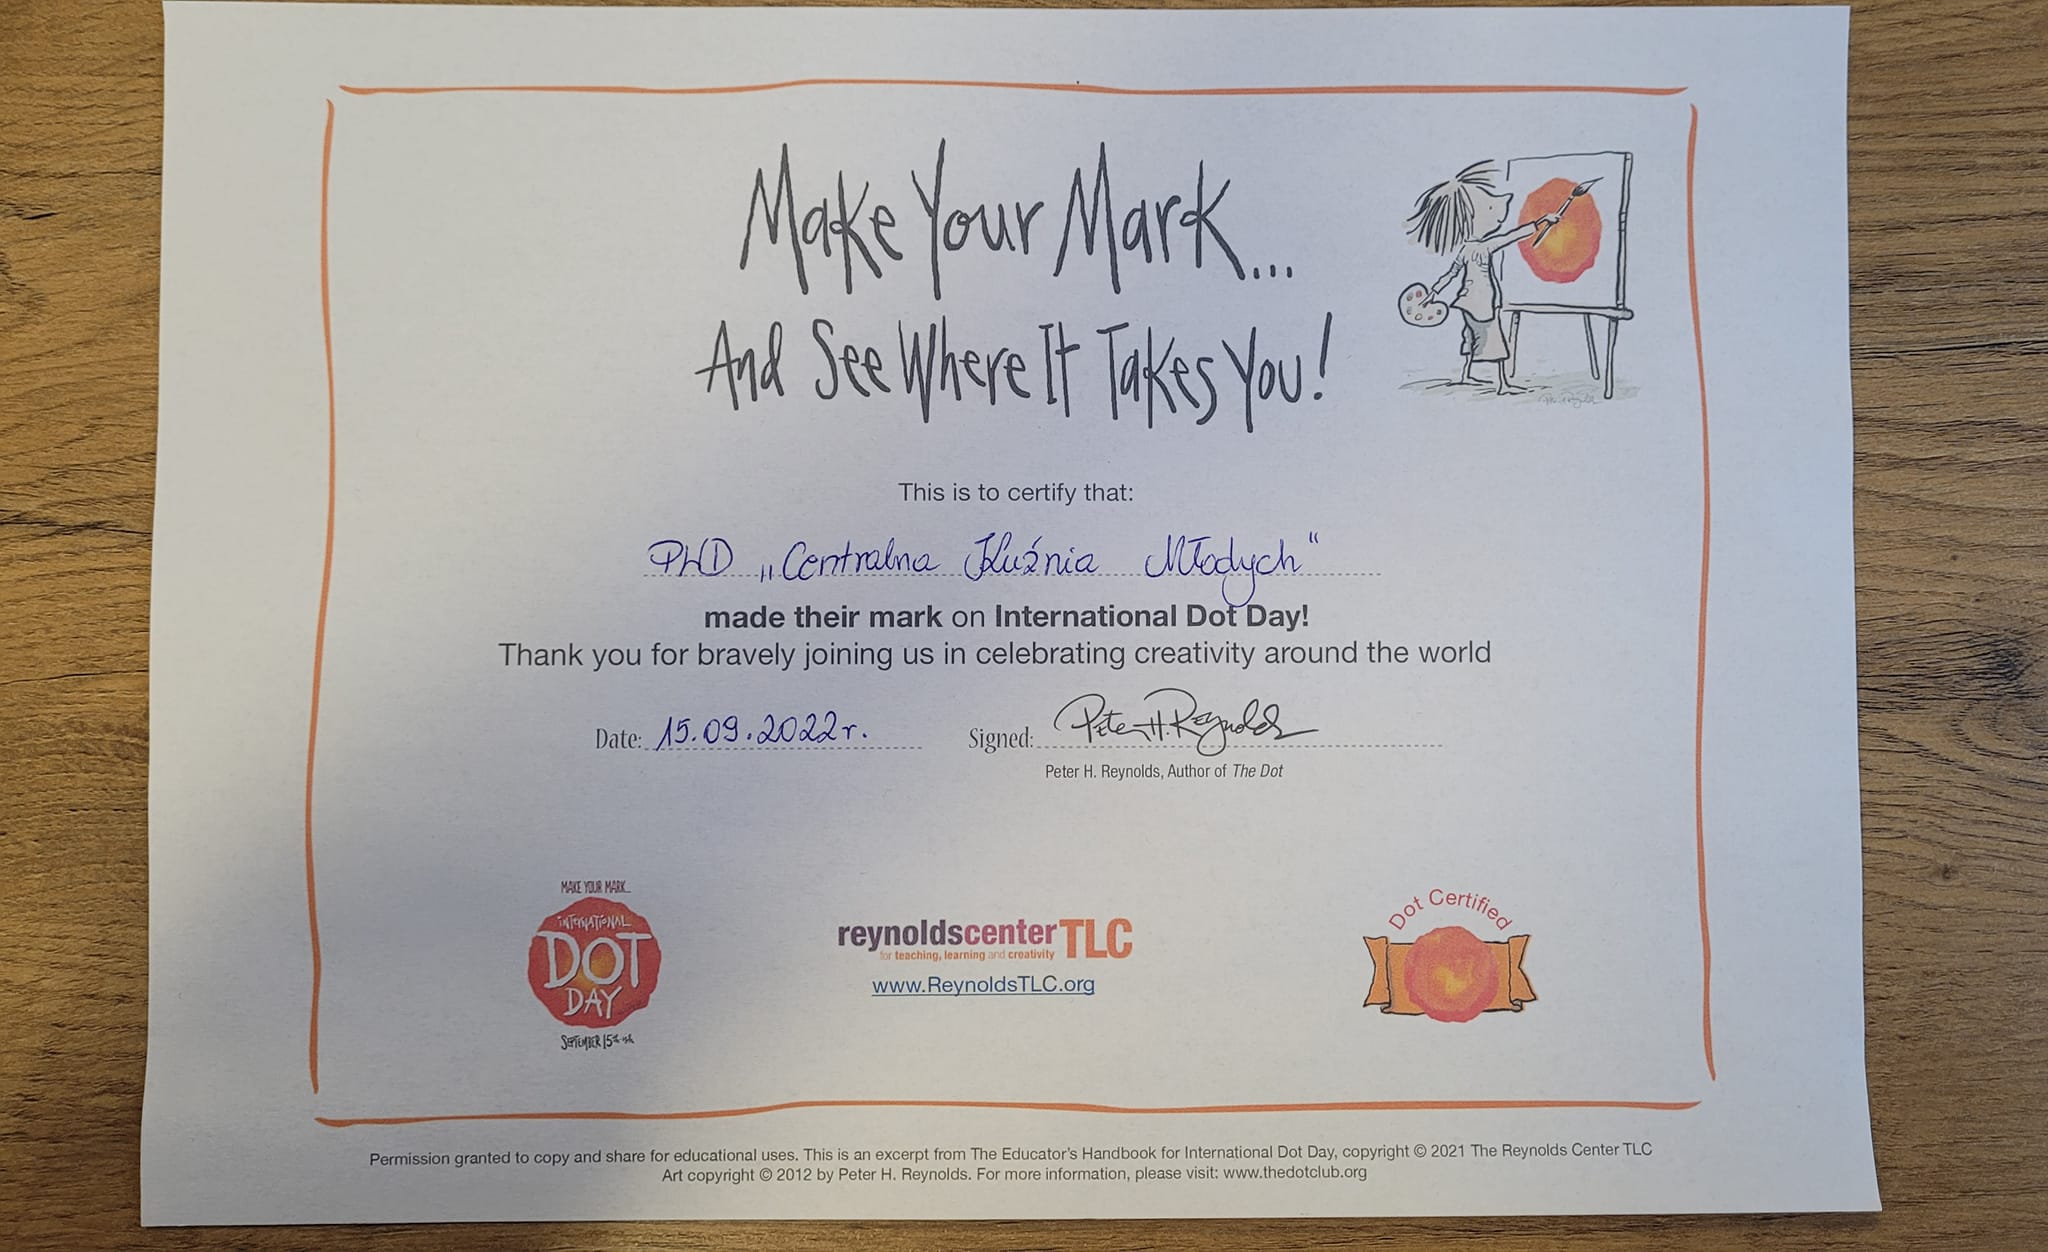 Make Your Mark...
And See Where It Takes You!
This is to certify that:
PWD „Centralna Kuźnia Młodych"
made their mark on International Dot Day!
Thank you for bravely joining us in celebrating creativity around the world
Date: 15.09.2022r.
Signed: Peter H. Reynolds
Peter H. Reynolds, Author of The Dot
MAKE YOUR MARK...
INTERNATIONAL
DOT
DAY
SEPTEMBER 15th-ish
reynoldscenterTLC
for teaching, learning and creativity
www.ReynoldsTLC.org
Dot Certified
Permission granted to copy and share for educational uses. This is an excerpt from The Educator's Handbook for International Dot Day, copyright © 2021 The Reynolds Center TLC
Art copyright © 2012 by Peter H. Reynolds. For more information, please visit: www.thedotclub.org